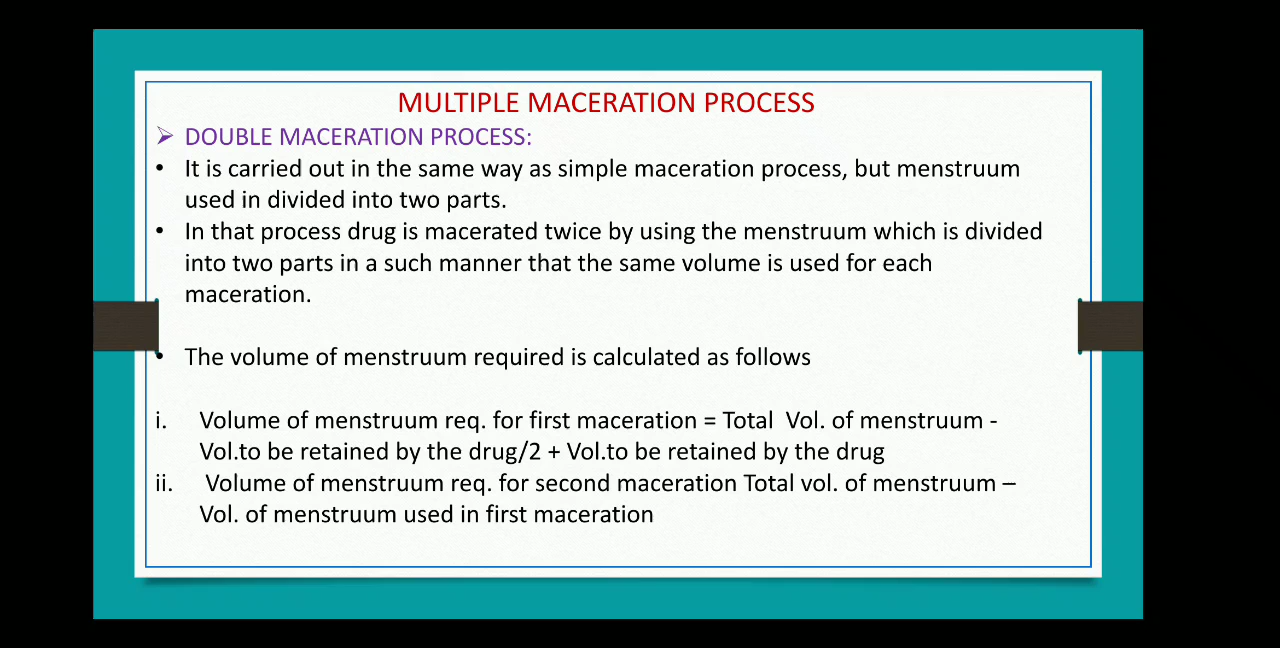 MULTIPLE MACERATION PROCESS
➢ DOUBLE MACERATION PROCESS:
• It is carried out in the same way as simple maceration process, but menstruum
used in divided into two parts.
• In that process drug is macerated twice by using the menstruum which is divided
into two parts in a such manner that the same volume is used for each
maceration.
• The volume of menstruum required is calculated as follows
i. Volume of menstruum req. for first maceration = Total Vol. of menstruum -
Vol.to be retained by the drug/2 + Vol.to be retained by the drug
ii. Volume of menstruum req. for second maceration Total vol. of menstruum –
Vol. of menstruum used in first maceration